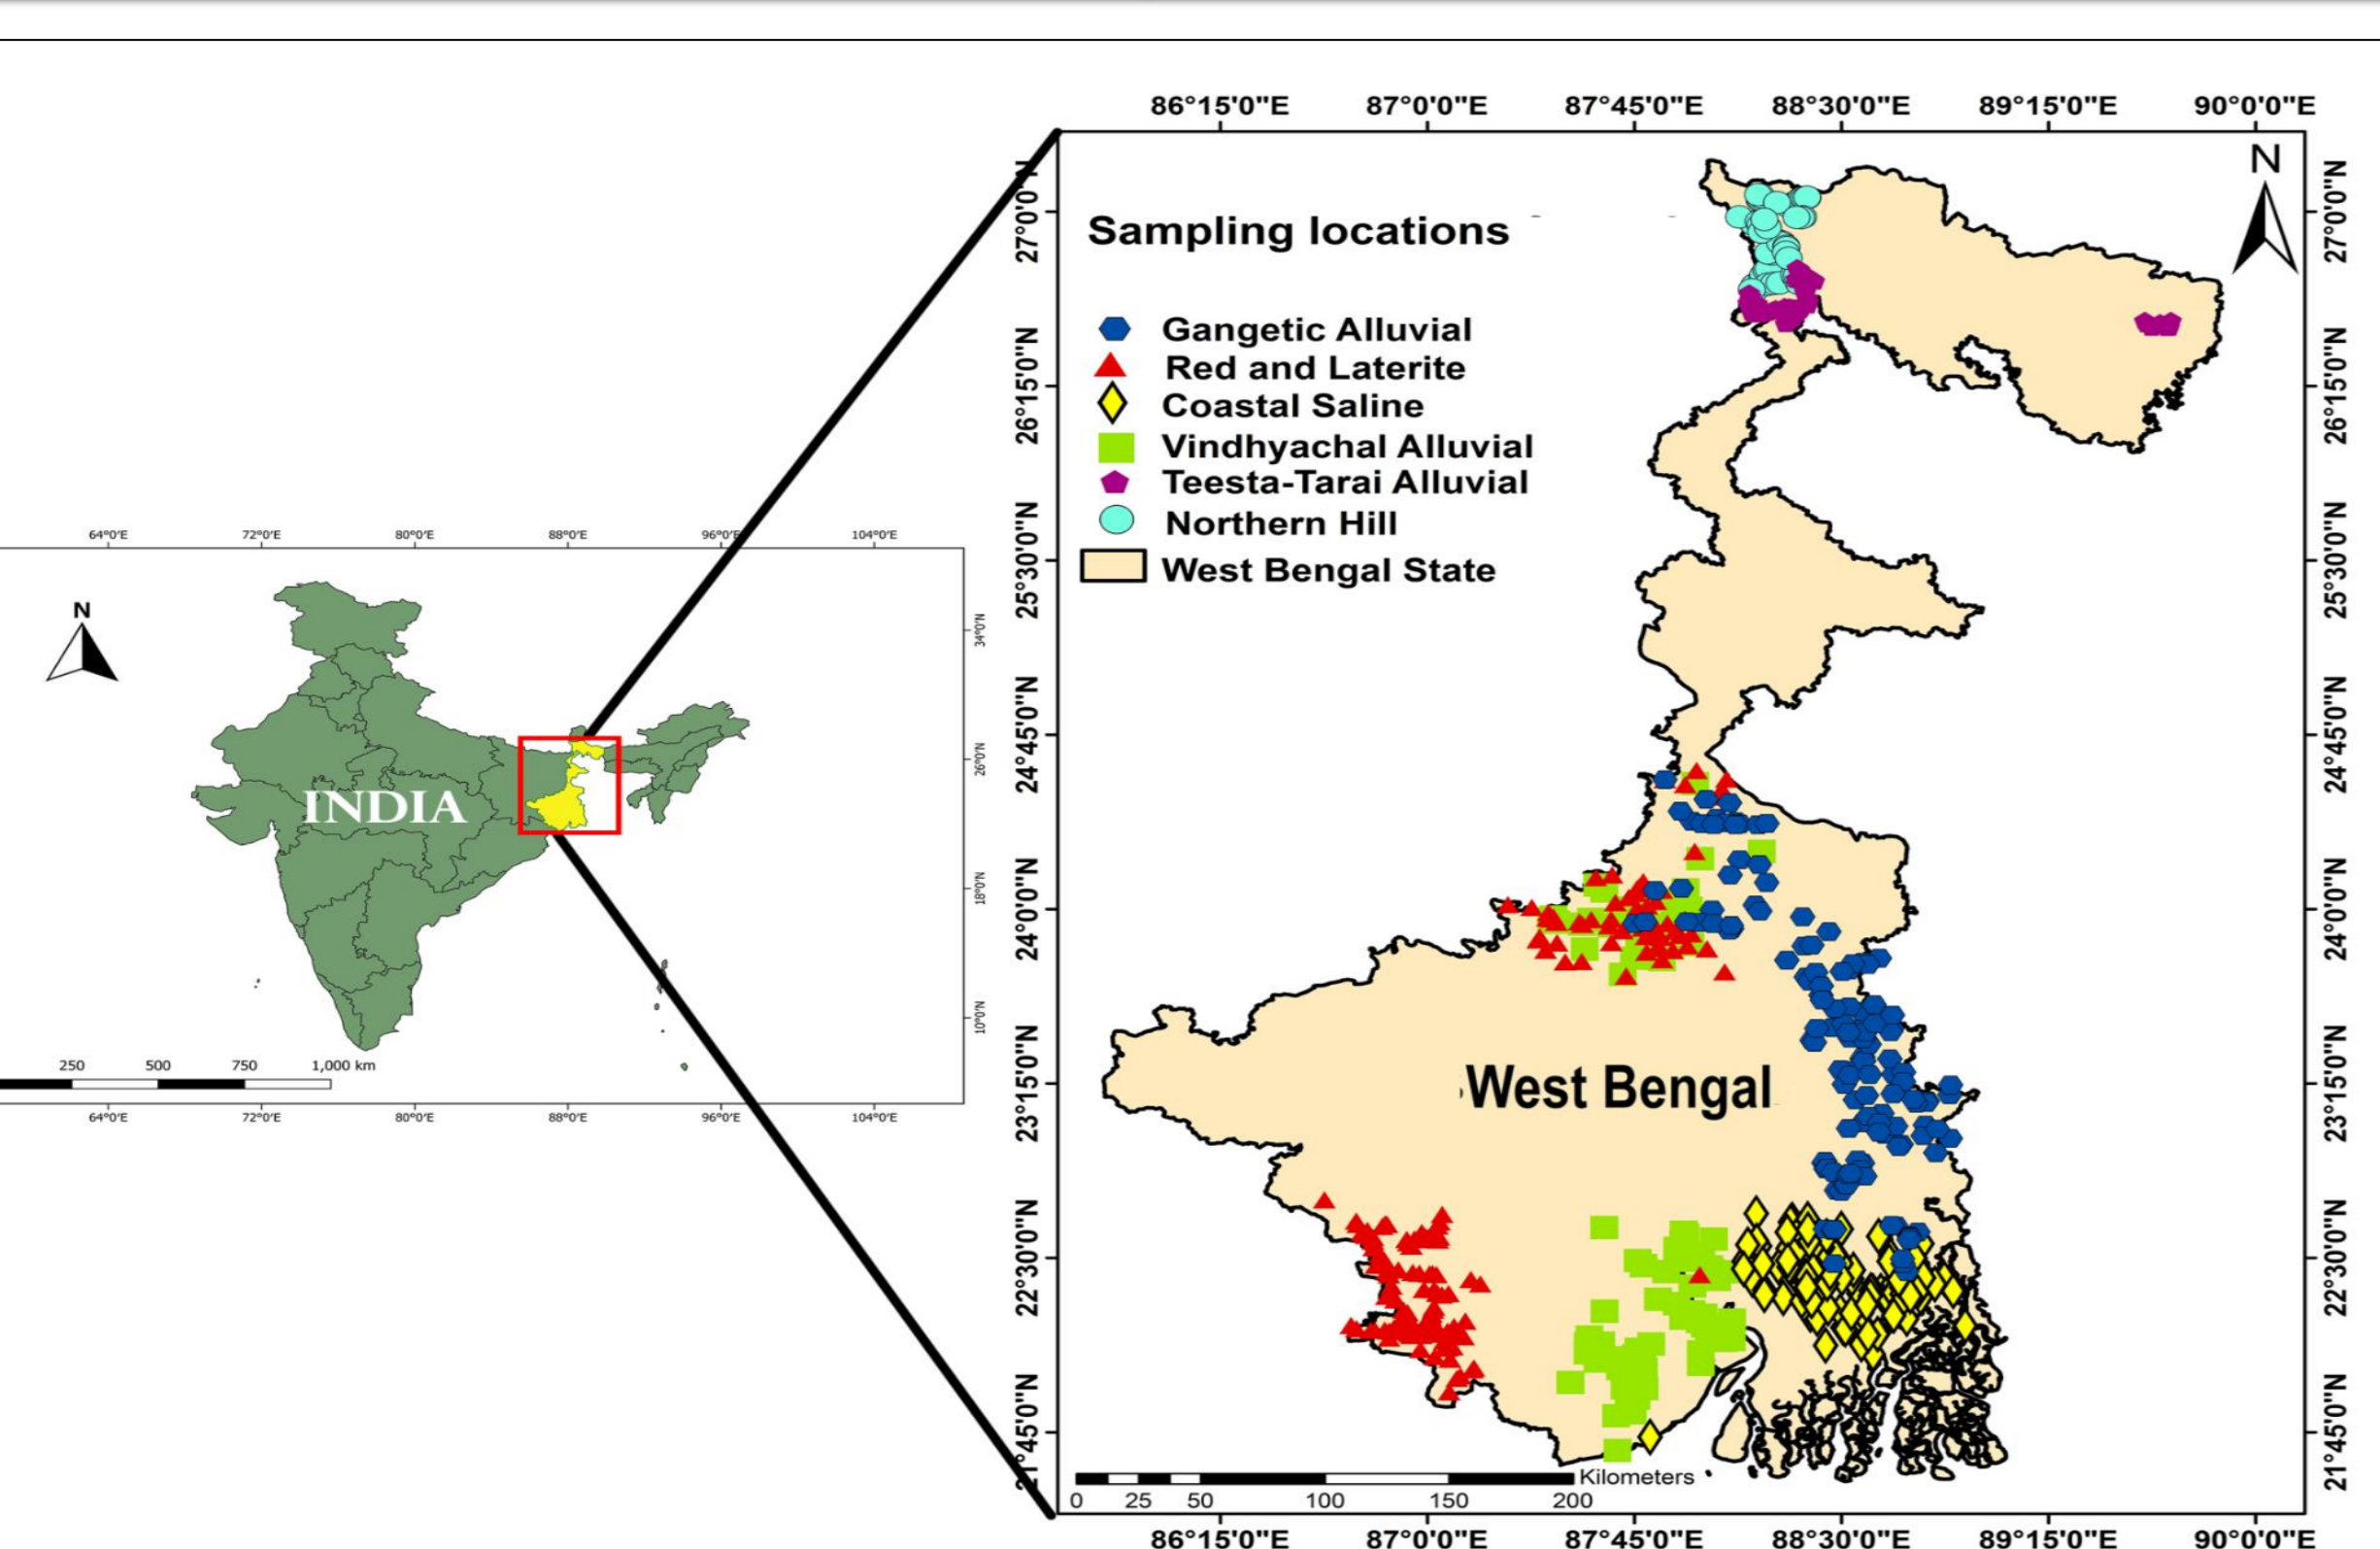 86°15'0"E 87°0'0"E 87°45'0"E 88°30'0"E 89°15'0"E 90°0'0"E
N
27°0'0"N
27°0'0"N
Sampling locations
Gangetic Alluvial
Red and Laterite
Coastal Saline
Vindhyachal Alluvial
Teesta-Tarai Alluvial
Northern Hill
West Bengal State
26°15'0"N
26°15'0"N
25°30'0"N
25°30'0"N
24°45'0"N
24°45'0"N
24°0'0"N
24°0'0"N
23°15'0"N
23°15'0"N
22°30'0"N
22°30'0"N
21°45'0"N
West Bengal
Kilometers
0 25 50 100 150 200
86°15'0"E 87°0'0"E 87°45'0"E 88°30'0"E 89°15'0"E 90°0'0"E
64°0'E 72°0'E 80°0'E 88°0'E 96°0'E 104°0'E
N
34°0'N
26°0'N
18°0'N
10°0'N
INDIA
250 500 750 1,000 km
64°0'E 72°0'E 80°0'E 88°0'E 96°0'E 104°0'E